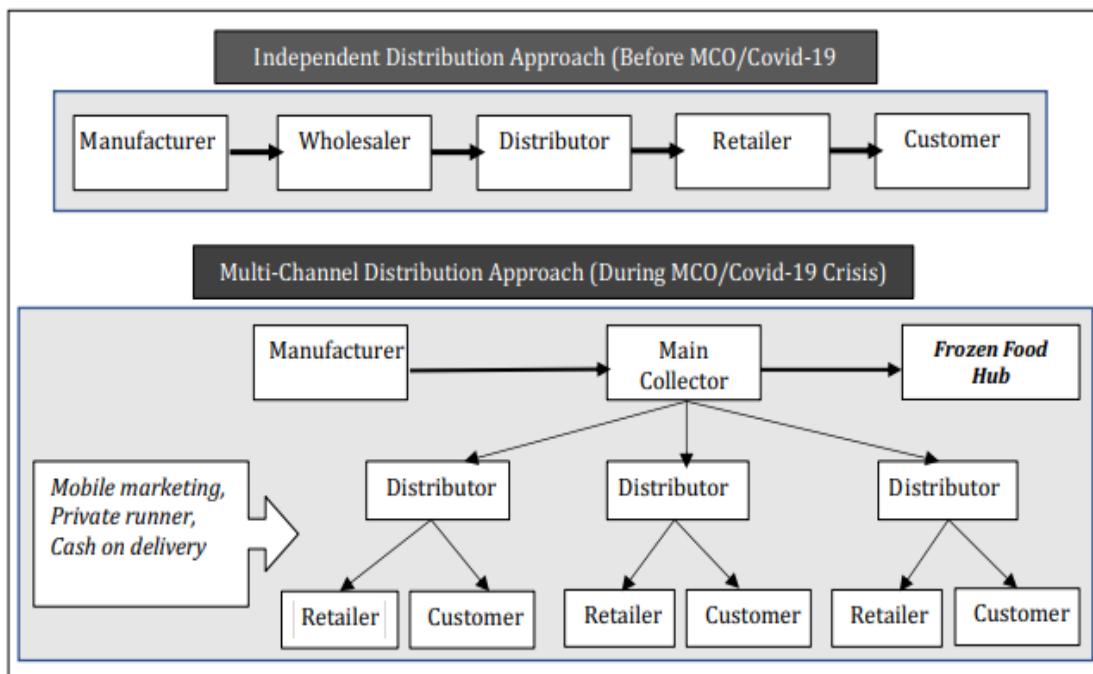 Independent Distribution Approach (Before MCO/Covid-19
Manufacturer
Wholesaler
Distributor
Retailer
Customer
Multi-Channel Distribution Approach (During MCO/Covid-19 Crisis)
Manufacturer
Main
Collector
Frozen Food
Hub
Mobile marketing,
Private runner,
Cash on delivery
Distributor
Distributor
Distributor
Retailer
Customer
Retailer
Customer
Retailer
Customer